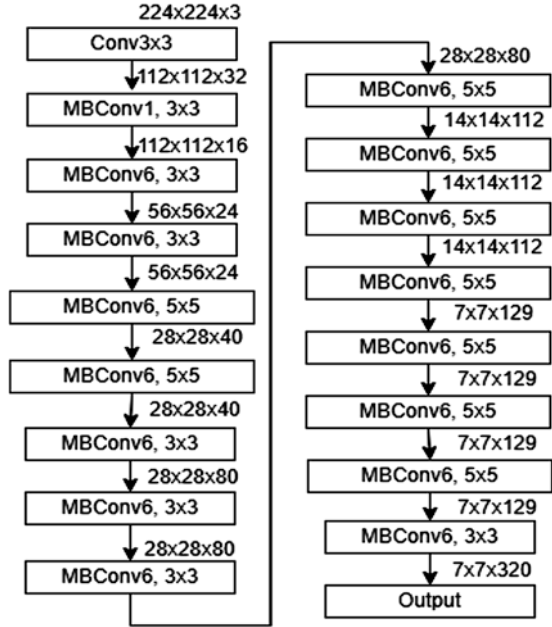 224x224x3
Conv3x3
112x112x32
MBConv1, 3x3
112x112x16
MBConv6, 3x3
56x56x24
MBConv6, 3x3
56x56x24
MBConv6, 5x5
28x28x40
MBConv6, 5x5
28x28x40
MBConv6, 3x3
28x28x80
MBConv6, 3x3
28x28x80
MBConv6, 3x3
28x28x80
MBConv6, 5x5
14x14x112
MBConv6, 5x5
14x14x112
MBConv6, 5x5
14x14x112
MBConv6, 5x5
7x7x129
MBConv6, 5x5
7x7x129
MBConv6, 5x5
7x7x129
MBConv6, 5x5
7x7x129
MBConv6, 3x3
7x7x320
Output